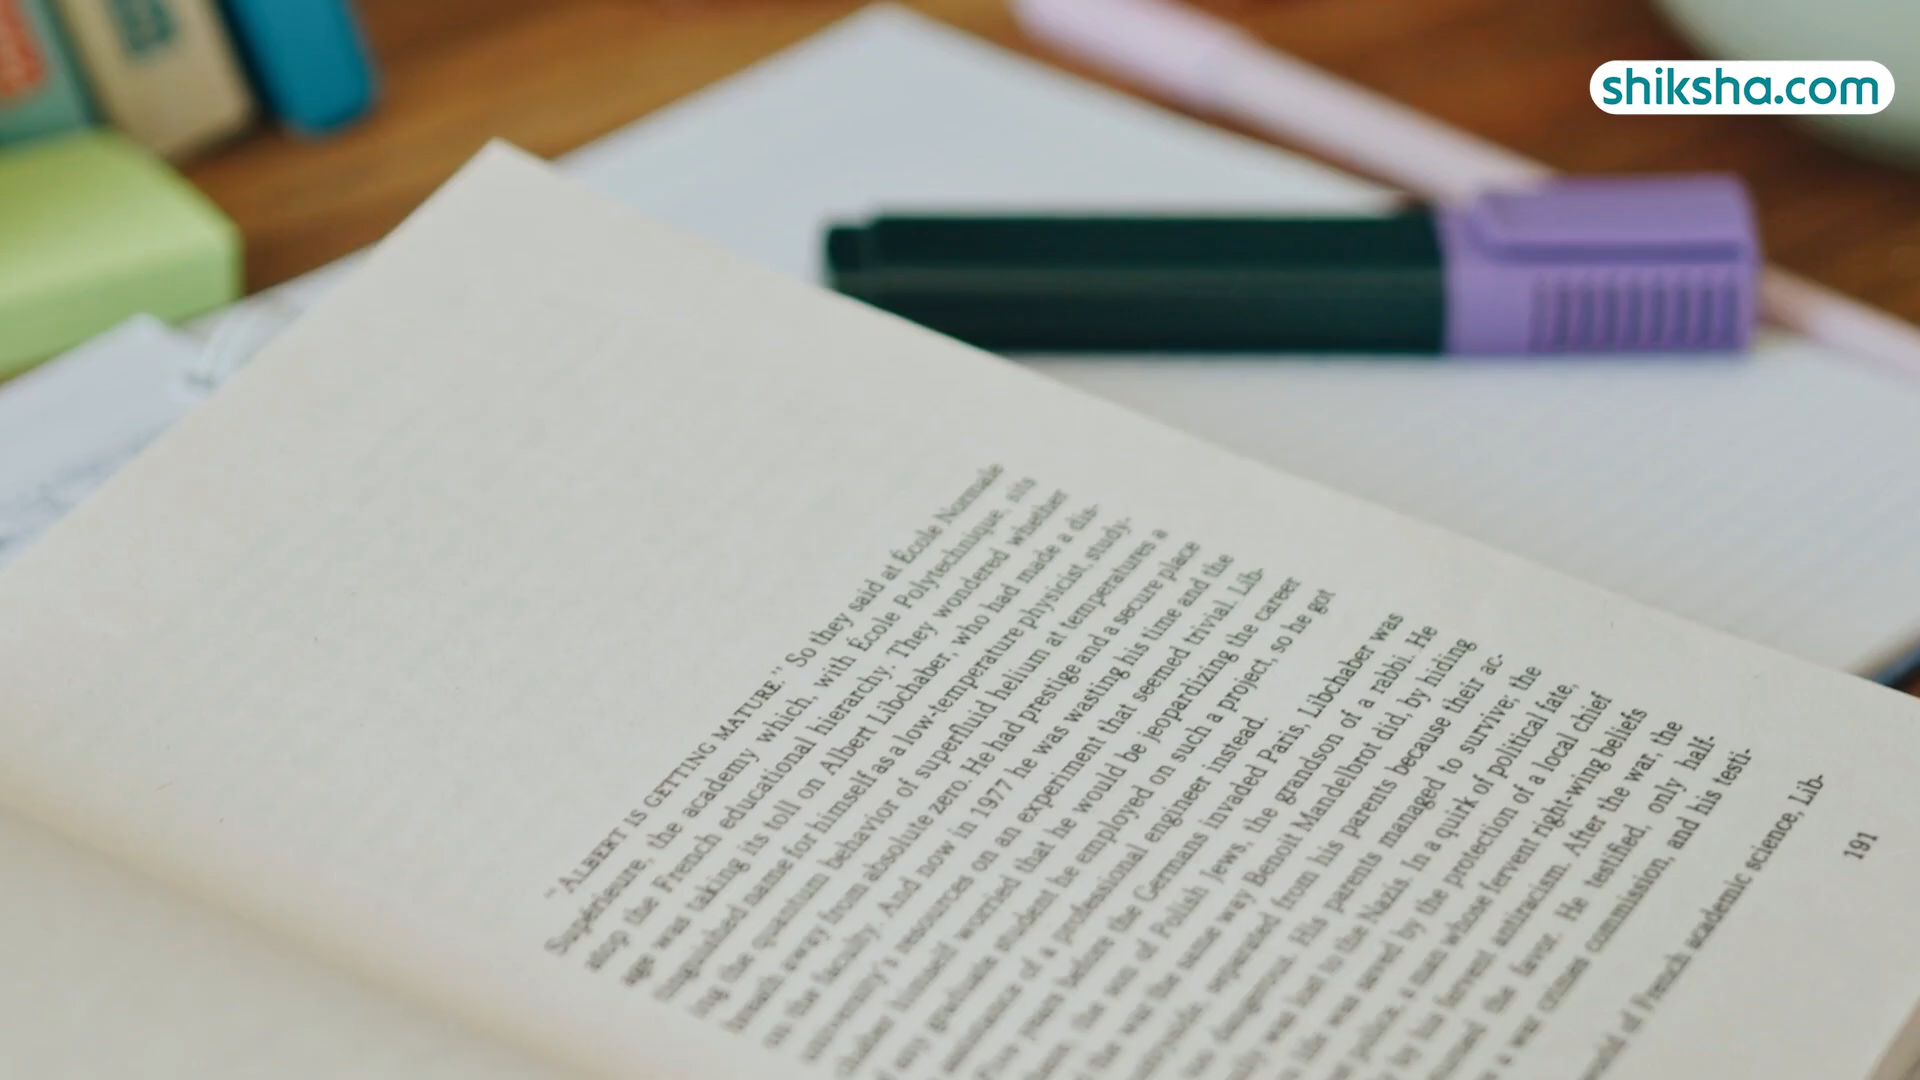 shiksha.com
"ALBERT IS GETTING MATURE." So they said at École Normale
Supérieure, the academy which, with École Polytechnique, sits
atop the French educational hierarchy. They wondered whether
age was taking its toll on Albert Libchaber, who had made a dis-
tinguished name for himself as a low-temperature physicist, study-
ing the quantum behavior of superfluid helium at temperatures a
breath away from absolute zero. He had prestige and a secure place
on the faculty. And now in 1977 he was wasting his time and the
university's resources on an experiment that seemed trivial. Lib-
chaber himself worried that he would be jeopardizing the career
of any graduate student he employed on such a project, so he got
assistance of a professional engineer instead.
Five years before the Germans invaded Paris, Libchaber was
the son of Polish Jews, the grandson of a rabbi. He
the war the same way Benoit Mandelbrot did, by hiding
separated from his parents because their ac-
too dangerous. His parents managed to survive; the
was lost to the Nazis. In a quirk of political fate,
life was saved by the protection of a local chief
police, a man whose fervent right-wing beliefs
by his fervent antiracism. After the war, the
the favor. He testified, only half-
a war crimes commission, and his testi-
world of French academic science, Lib-
191